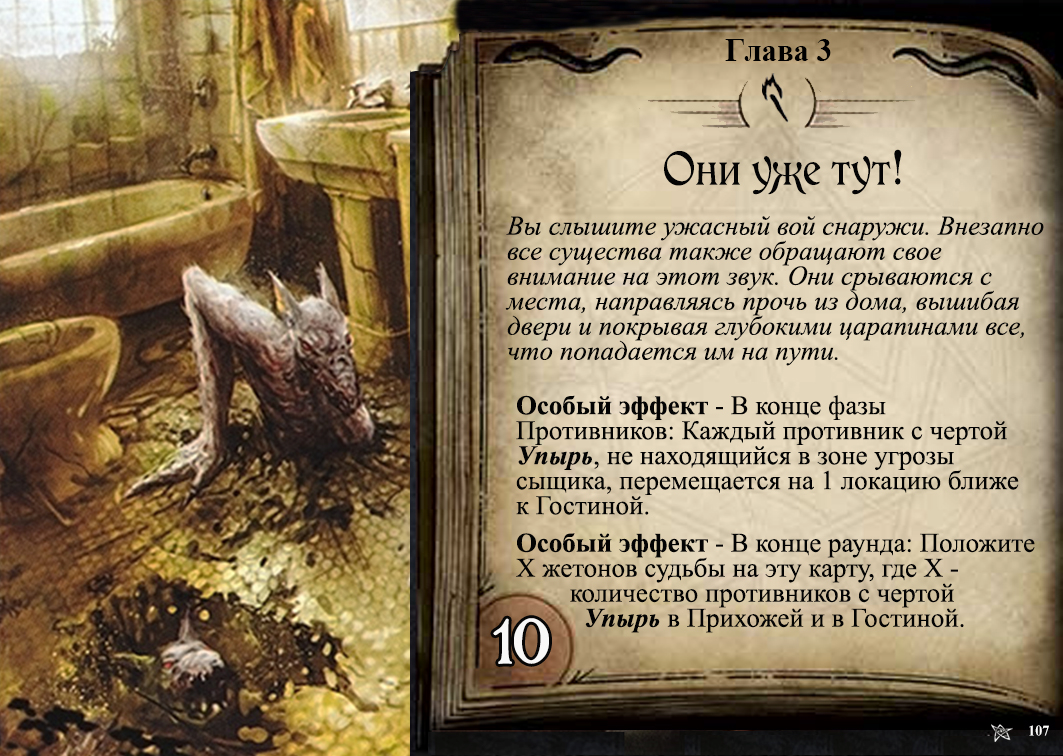 Глава 3
Они уже тут!
Вы слышите ужасный вой снаружи. Внезапно
все существа также обращают свое
внимание на этот звук. Они срываются с
места, направляясь прочь из дома, вышибая
двери и покрывая глубокими царапинами все,
что попадается им на пути.
Особый эффект - В конце фазы
Противников: Каждый противник с чертой
Упырь, не находящийся в зоне угрозы
сыщика, перемещается на 1 локацию ближе
к Гостиной.
Особый эффект - В конце раунда: Положите
Х жетонов судьбы на эту карту, где Х -
количество противников с чертой
Упырь в Прихожей и в Гостиной.
10
107